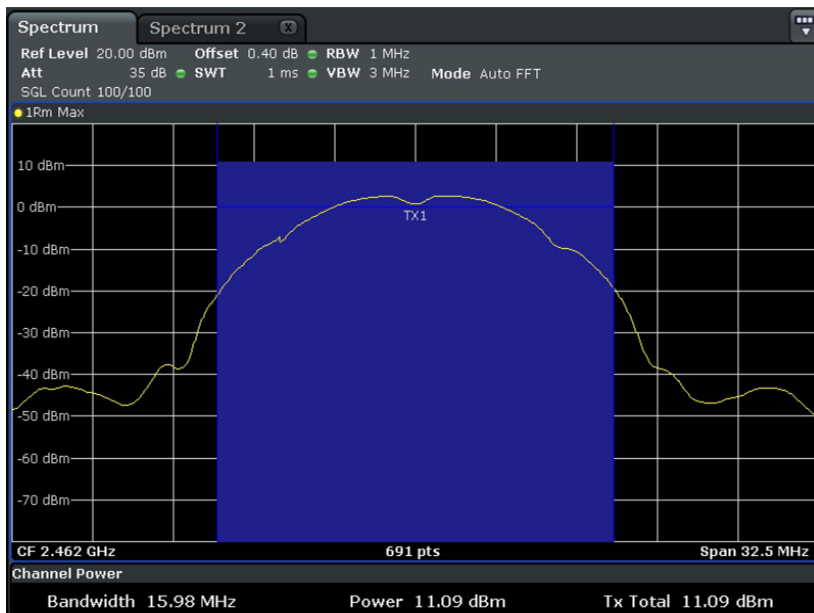 Spectrum Spectrum 2
Ref Level 20.00 dBm Offset 0.40 dB RBW 1 MHz
Att 35 dB SWT 1 ms VBW 3 MHz Mode Auto FFT
SGL Count 100/100
1Rm Max
10 dBm
0 dBm
TX1
-10 dBm
-20 dBm
-30 dBm
-40 dBm
-50 dBm
-60 dBm
-70 dBm
CF 2.462 GHz 691 pts Span 32.5 MHz
Channel Power
Bandwidth 15.98 MHz Power 11.09 dBm Tx Total 11.09 dBm